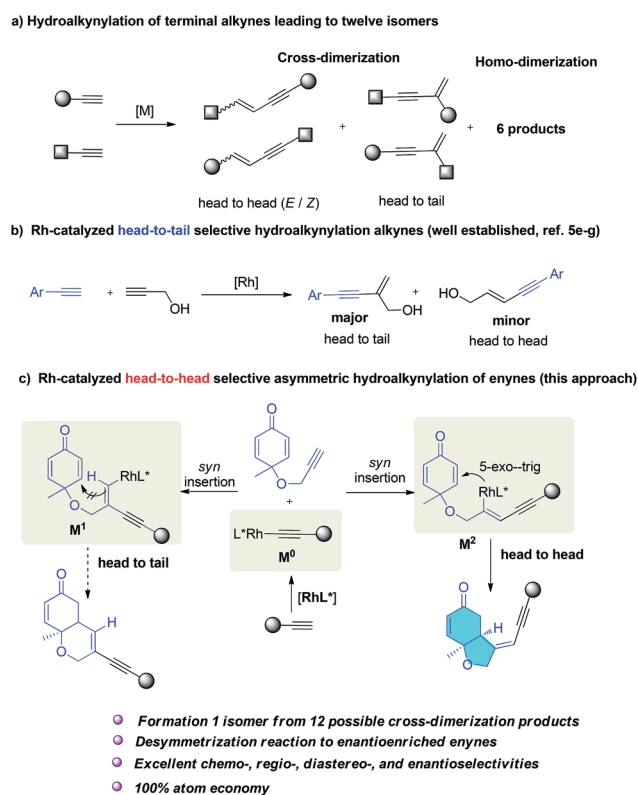 a) Hydroalkynylation of terminal alkynes leading to twelve isomers
Cross-dimerization
Homo-dimerization
[M]
+
+
6 products
head to head (E / Z)
head to tail
b) Rh-catalyzed head-to-tail selective hydroalkynylation alkynes (well established, ref. 5e-g)
Ar
+
OH
[Rh]
Ar
OH
+
HO
Ar
major
minor
head to tail
head to head
c) Rh-catalyzed head-to-head selective asymmetric hydroalkynylation of enynes (this approach)
O
H
RhL*
O
M1
syn
insertion
O
O
+
L*Rh
M0
[RhL*]
syn
insertion
O
5-exo--trig
RhL*
O
M2
head to tail
head to head
O
H
O
O
H
O
Formation 1 isomer from 12 possible cross-dimerization products
Desymmetrization reaction to enantioenriched enynes
Excellent chemo-, regio-, diastereo-, and enantioselectivities
100% atom economy